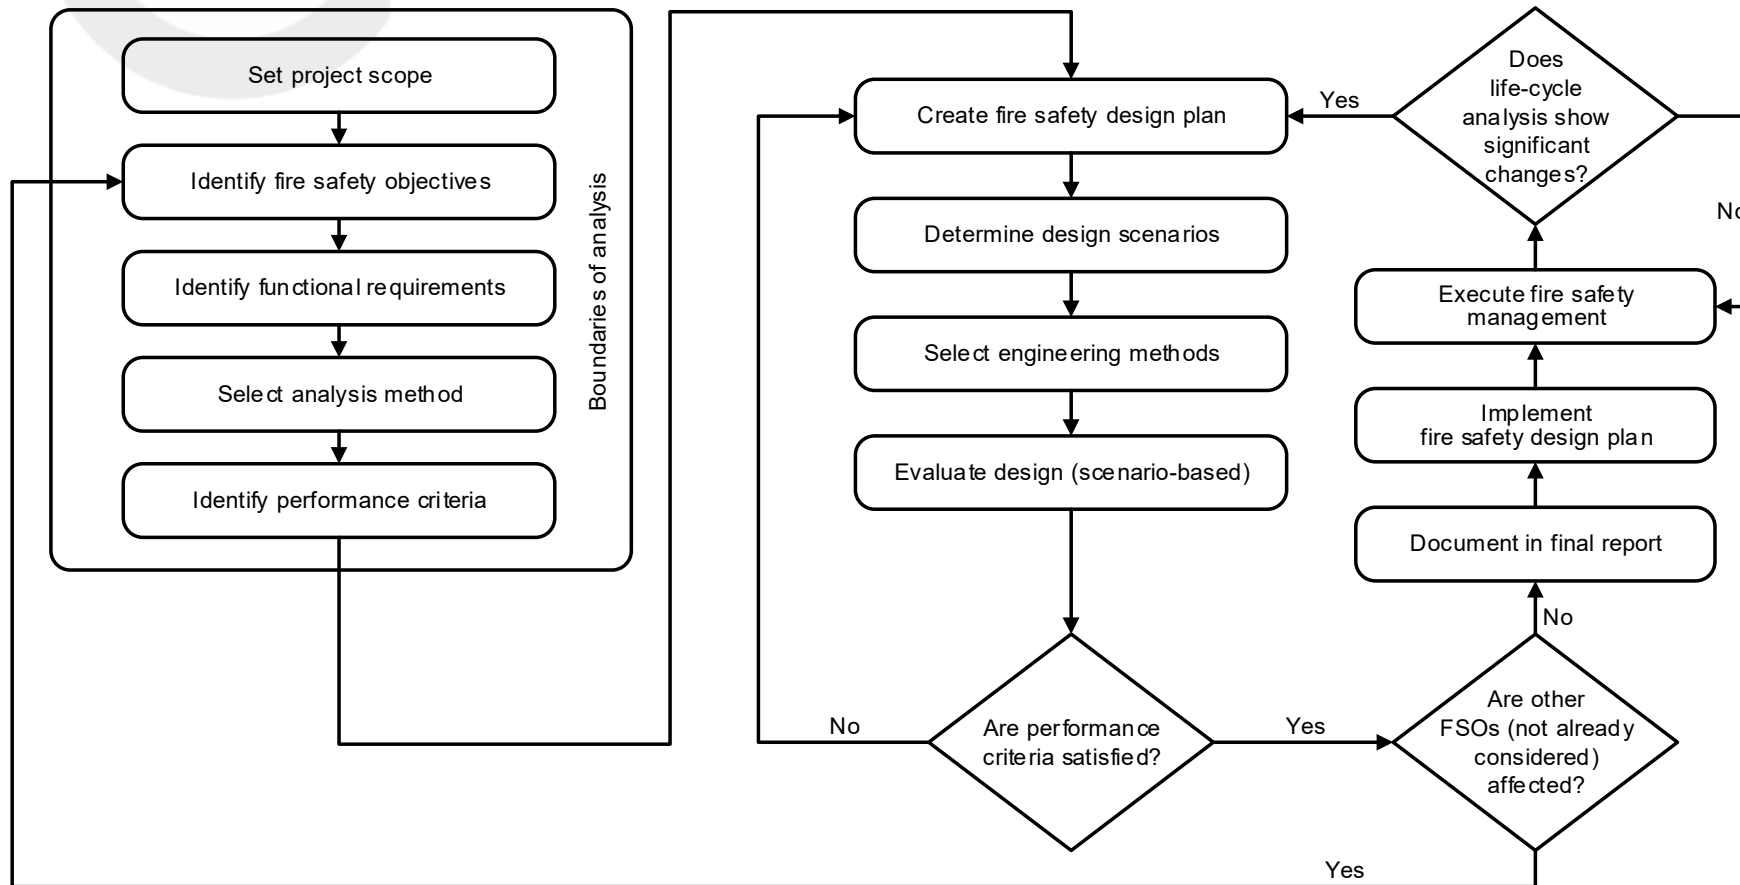 Set project scope
Identify fire safety objectives
Identify functional requirements
Select analysis method
Identify performance criteria
Boundaries of analysis
Create fire safety design plan
Determine design scenarios
Select engineering methods
Evaluate design (scenario-based)
Are performance
criteria satisfied?
No
Yes
Are other
FSOs (not already
considered)
affected?
Yes
No
Document in final report
Implement
fire safety design plan
Execute fire safety
management
Does
life-cycle
analysis show
significant
changes?
Yes